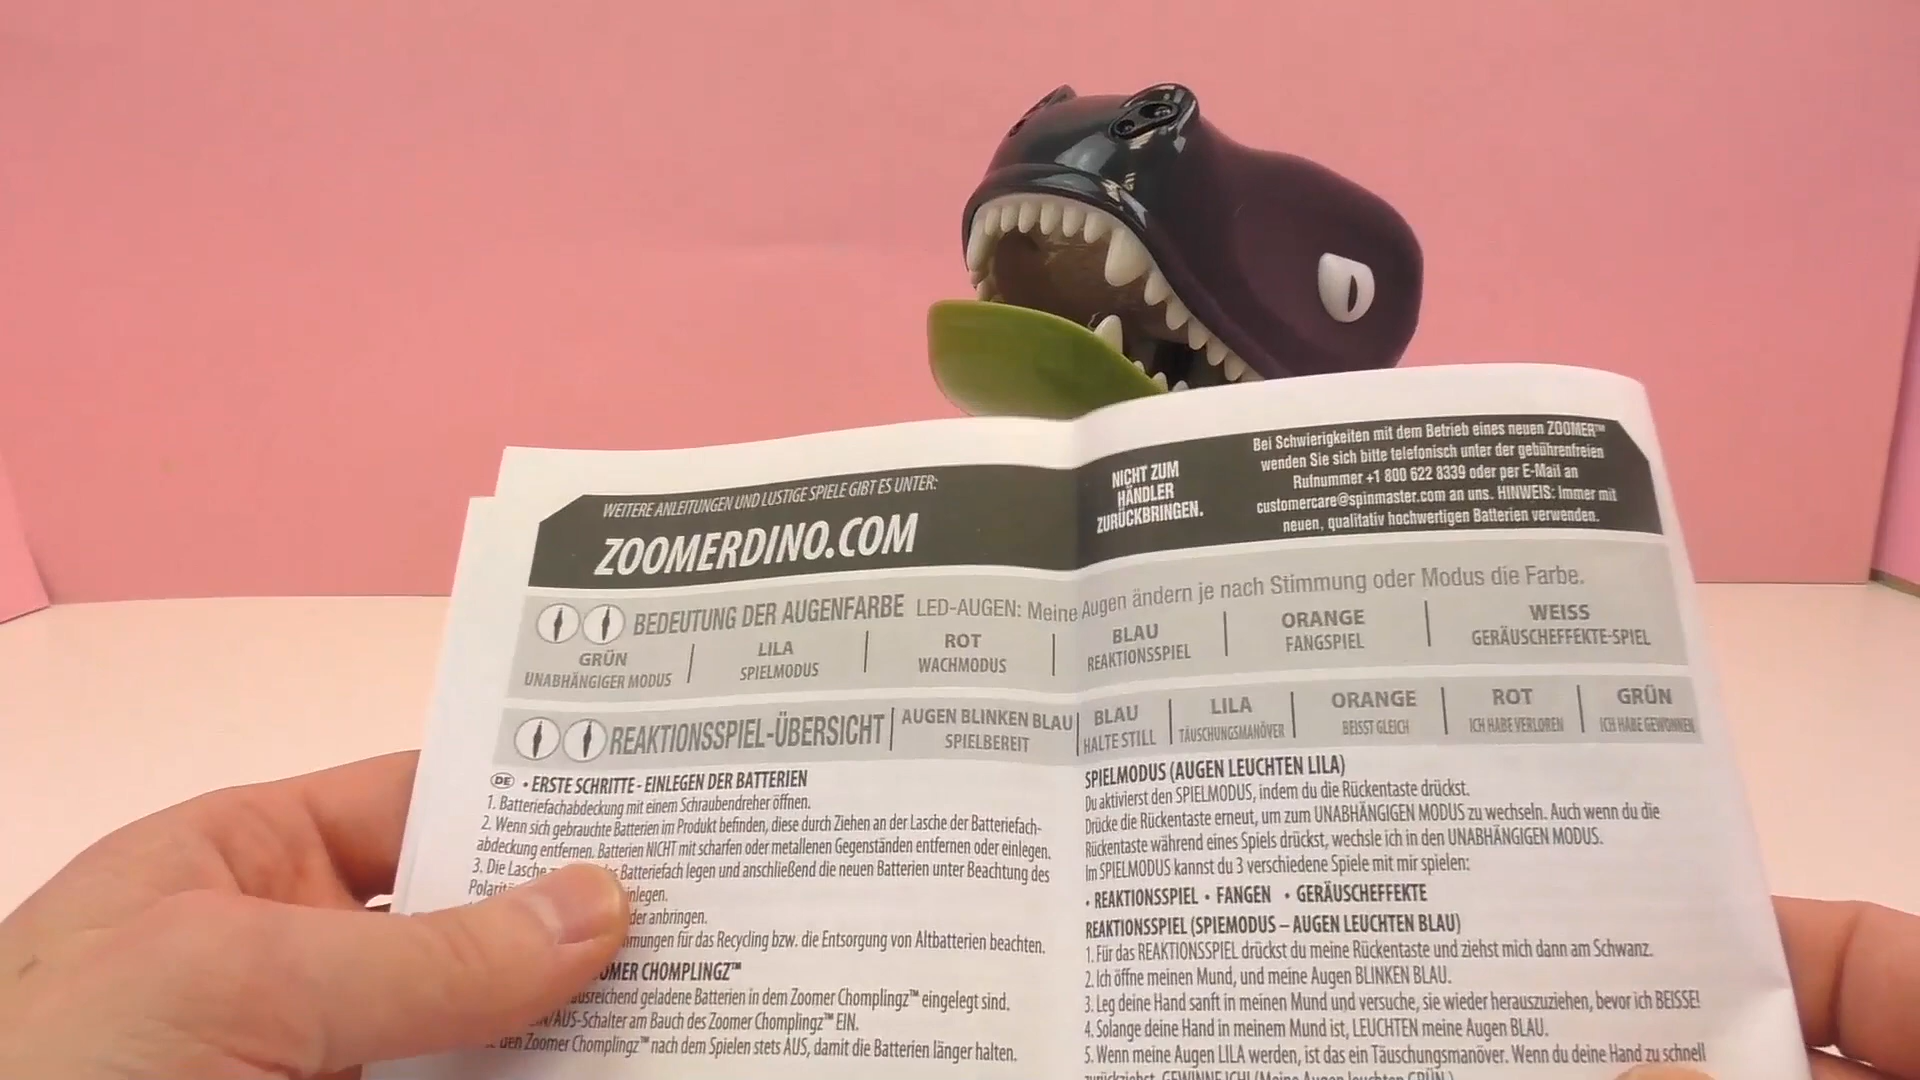 WEITERE ANLEITUNGEN UND LUSTIGE SPIELE GIBT ES UNTER:
ZOOMERDINO.COM
NICHT ZUM
HÄNDLER
ZURÜCKBRINGEN.
Bei Schwierigkeiten mit dem Betrieb eines neuen ZOOMER™
wenden Sie sich bitte telefonisch unter der gebührenfreien
Rufnummer +1 800 622 8339 oder per E-Mail an
customercare@spinmaster.com an uns. HINWEIS: Immer mit
neuen, qualitativ hochwertigen Batterien verwenden.
BEDEUTUNG DER AUGENFARBE LED-AUGEN: Meine Augen ändern je nach Stimmung oder Modus die Farbe.
GRÜN
UNABHÄNGIGER MODUS
LILA
SPIELMODUS
ROT
WACHMODUS
BLAU
REAKTIONSSPIEL
ORANGE
FANGSPIEL
WEISS
GERÄUSCHEFFEKTE-SPIEL
REAKTIONSSPIEL-ÜBERSICHT
AUGEN BLINKEN BLAU
SPIELBEREIT
BLAU
HALTE STILL
LILA
TÄUSCHUNGSMANÖVER
ORANGE
BEISST GLEICH
ROT
ICH HABE VERLOREN
GRÜN
ICH HABE GEWONNEN
DE • ERSTE SCHRITTE - EINLEGEN DER BATTERIEN
1. Batteriefachabdeckung mit einem Schraubendreher öffnen.
2. Wenn sich gebrauchte Batterien im Produkt befinden, diese durch Ziehen an der Lasche der Batteriefach-
abdeckung entfernen. Batterien NICHT mit scharfen oder metallenen Gegenständen entfernen oder einlegen.
3. Die Lasche Batteriefach legen und anschließend die neuen Batterien unter Beachtung des
nlegen.
der anbringen.
mmungen für das Recycling bzw. die Entsorgung von Altbatterien beachten.
OMER CHOMPLINGZ™
ausreichend geladene Batterien in dem Zoomer Chomplingz™ eingelegt sind.
IN/AUS-Schalter am Bauch des Zoomer Chomplingz™ EIN.
den Zoomer Chomplingz™ nach dem Spielen stets AUS, damit die Batterien länger halten.
SPIELMODUS (AUGEN LEUCHTEN LILA)
Du aktivierst den SPIELMODUS, indem du die Rückentaste drückst.
Drücke die Rückentaste erneut, um zum UNABHÄNGIGEN MODUS zu wechseln. Auch wenn du die
Rückentaste während eines Spiels drückst, wechsle ich in den UNABHÄNGIGEN MODUS.
Im SPIELMODUS kannst du 3 verschiedene Spiele mit mir spielen:
• REAKTIONSSPIEL • FANGEN • GERÄUSCHEFFEKTE
REAKTIONSSPIEL (SPIEMODUS – AUGEN LEUCHTEN BLAU)
1. Für das REAKTIONSSPIEL drückst du meine Rückentaste und ziehst mich dann am Schwanz.
2. Ich öffne meinen Mund, und meine Augen BLINKEN BLAU.
3. Leg deine Hand sanft in meinen Mund und versuche, sie wieder herauszuziehen, bevor ich BEISSE!
4. Solange deine Hand in meinem Mund ist, LEUCHTEN meine Augen BLAU.
5. Wenn meine Augen LILA werden, ist das ein Täuschungsmanöver. Wenn du deine Hand zu schnell
zurückziehst, GEWINNE ICH! (Meine Augen leuchten GRÜN.)